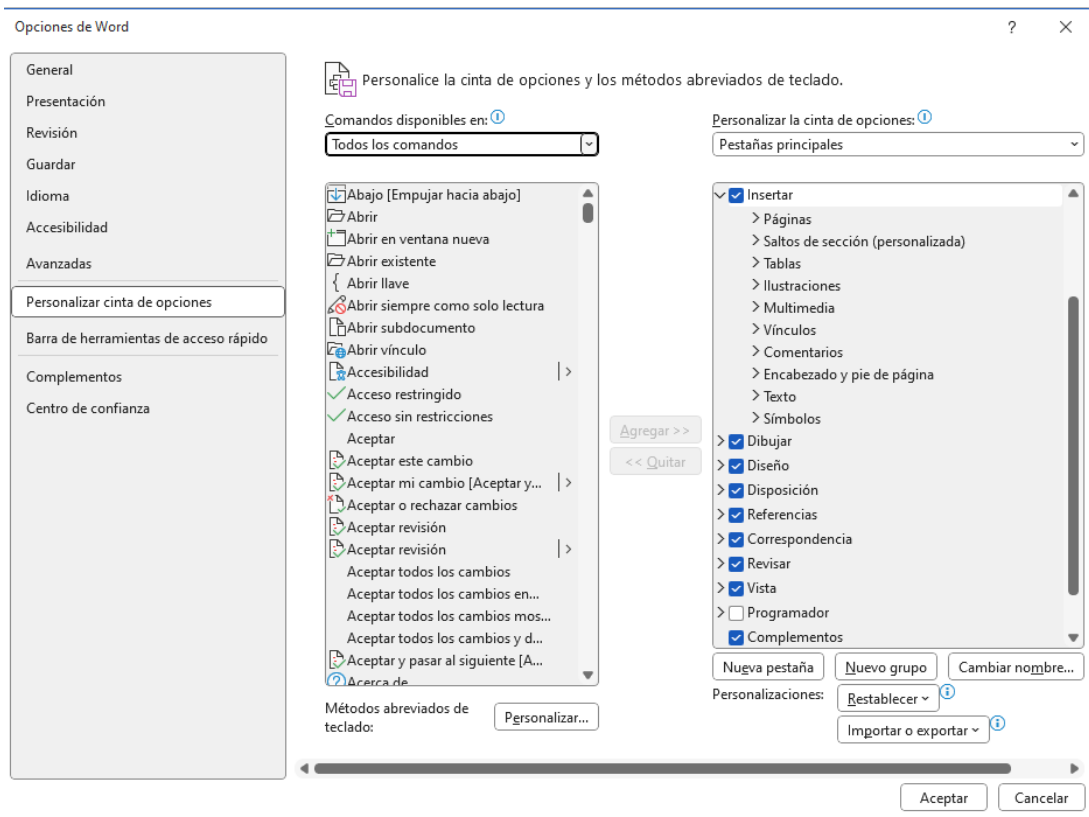 Opciones de Word
?
General
Presentación
Revisión
Guardar
Idioma
Accesibilidad
Avanzadas
Personalizar cinta de opciones
Barra de herramientas de acceso rápido
Complementos
Centro de confianza
Personalice la cinta de opciones y los métodos abreviados de teclado.
Comandos disponibles en:
Todos los comandos
Abajo [Empujar hacia abajo]
Abrir
Abrir en ventana nueva
Abrir existente
{ Abrir llave
Abrir siempre como solo lectura
Abrir subdocumento
Abrir vínculo
Accesibilidad
Acceso restringido
Acceso sin restricciones
Aceptar
Aceptar este cambio
Aceptar mi cambio [Aceptar y...
Aceptar o rechazar cambios
Aceptar revisión
Aceptar revisión
Aceptar todos los cambios
Aceptar todos los cambios en...
Aceptar todos los cambios mos...
Aceptar todos los cambios y d...
Aceptar y pasar al siguiente [A...
Acerca de
Métodos abreviados de
teclado:
Personalizar...
Agregar >>
<< Quitar
Personalizar la cinta de opciones:
Pestañas principales
Insertar
Páginas
Saltos de sección (personalizada)
Tablas
Ilustraciones
Multimedia
Vínculos
Comentarios
Encabezado y pie de página
Texto
Símbolos
Dibujar
Diseño
Disposición
Referencias
Correspondencia
Revisar
Vista
Programador
Complementos
Nueva pestaña
Nuevo grupo
Cambiar nombre...
Personalizaciones:
Restablecer
Importar o exportar
Aceptar
Cancelar